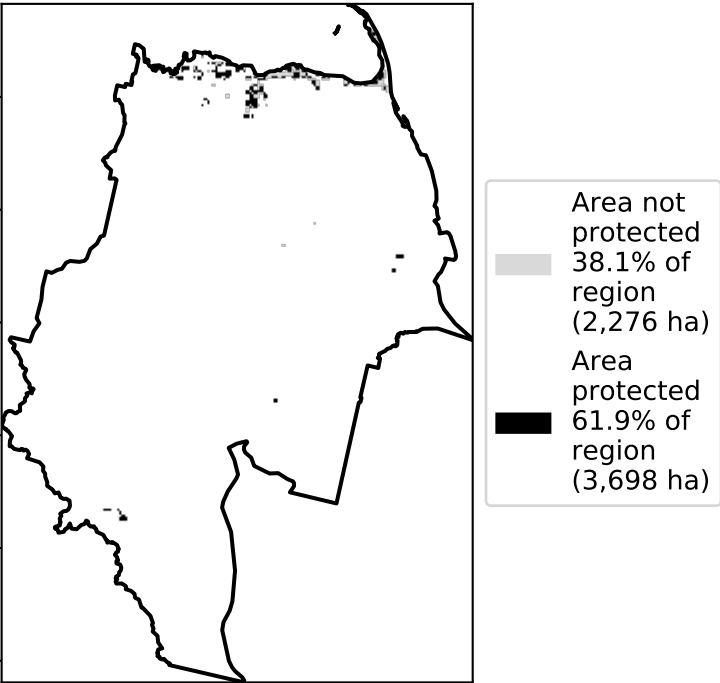 Area not
protected
38.1% of
region
(2,276 ha)
Area
protected
61.9% of
region
(3,698 ha)